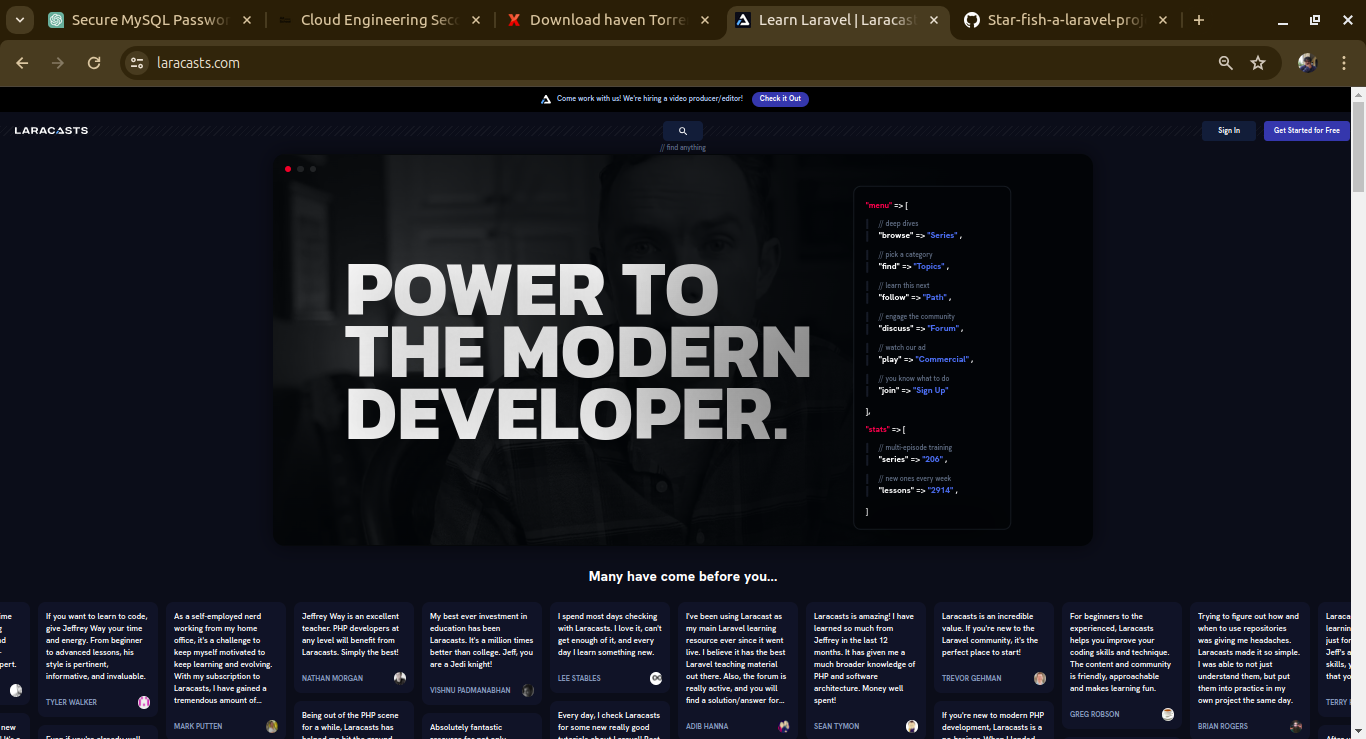 Secure MySQL Passwor
Cloud Engineering Sec
Download haven Torre
Learn Laravel | Laracast
Star-fish-a-laravel-proj
laracasts.com
Come work with us! We're hiring a video producer/editor!
Check it Out
LARACASTS
// find anything
Sign In
Get Started for Free
POWER TO
THE MODERN
DEVELOPER.
"menu" => [
// deep dives
"browse" => "Series" ,
// pick a category
"find" => "Topics" ,
// learn this next
"follow" => "Path" ,
// engage the community
"discuss" => "Forum" ,
// watch our ad
"play" => "Commercial" ,
// you know what to do
"join" => "Sign Up"
],
"stats" => [
// multi-episode training
"series" => "206" ,
// new ones every week
"lessons" => "2914" ,
]
Many have come before you...
If you want to learn to code,
give Jeffrey Way your time
and energy. From beginner
to advanced lessons, his
style is pertinent,
informative, and invaluable.
TYLER WALKER
As a self-employed nerd
working from my home
office, it's a challenge to
keep myself motivated to
keep learning and evolving.
With my subscription to
Laracasts, I have gained a
tremendous amount of...
MARK PUTTEN
Jeffrey Way is an excellent
teacher. PHP developers at
any level will benefit from
Laracasts. Simply the best!
NATHAN MORGAN
Being out of the PHP scene
for a while, Laracasts has
My best ever investment in
education has been
Laracasts. It's a million times
better than college. Jeff, you
are a Jedi knight!
VISHNU PADMANABHAN
Absolutely fantastic
I spend most days checking
with Laracasts. I love it, can't
get enough of it, and every
day I learn something new.
LEE STABLES
Every day, I check Laracasts
for some new really good
I've been using Laracast as
my main Laravel learning
resource ever since it went
live. I believe it has the best
Laravel teaching material
out there. Also, the forum is
really active, and you will
find a solution/answer for...
ADIB HANNA
Laracasts is amazing! I have
learned so much from
Jeffrey in the last 12
months. It has given me a
much broader knowledge of
PHP and software
architecture. Money well
spent!
SEAN TYMON
Laracasts is an incredible
value. If you're new to the
Laravel community, it's the
perfect place to start!
TREVOR GEHMAN
If you're new to modern PHP
development, Laracasts is a
For beginners to the
experienced, Laracasts
helps you improve your
coding skills and technique.
The content and community
is friendly, approachable
and makes learning fun.
GREG ROBSON
Trying to figure out how and
when to use repositories
was giving me headaches.
Laracasts made it so simple.
I was able to not just
understand them, but put
them into practice in my
own project the same day.
BRIAN ROGERS
learnin
just for
Jeff's a
skills, y
that yo
TERRY